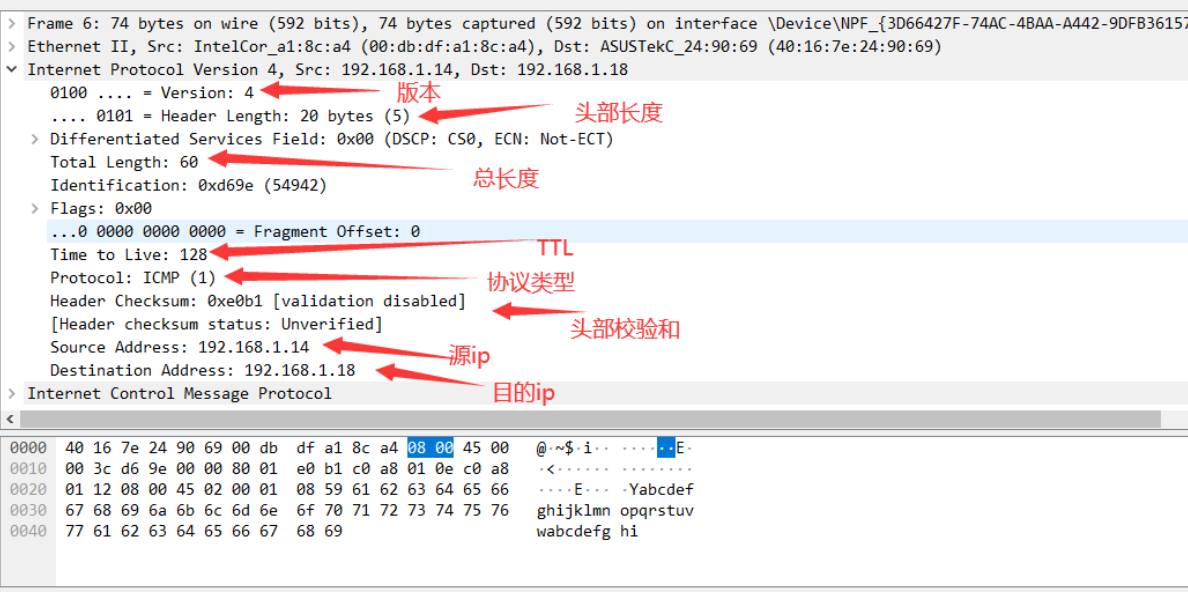 Frame 6: 74 bytes on wire (592 bits), 74 bytes captured (592 bits) on interface \Device\NPF_{3D66427F-74AC-4BAA-A442-9DFB36157
Ethernet II, Src: IntelCor_a1:8c:a4 (00:db:df:a1:8c:a4), Dst: ASUSTekC_24:90:69 (40:16:7e:24:90:69)
Internet Protocol Version 4, Src: 192.168.1.14, Dst: 192.168.1.18
0100 .... = Version: 4
版本
.... 0101 = Header Length: 20 bytes (5)
头部长度
Differentiated Services Field: 0x00 (DSCP: CS0, ECN: Not-ECT)
Total Length: 60
总长度
Identification: 0xd69e (54942)
Flags: 0x00
...0 0000 0000 0000 = Fragment Offset: 0
Time to Live: 128
TTL
Protocol: ICMP (1)
协议类型
Header Checksum: 0xe0b1 [validation disabled]
[Header checksum status: Unverified]
头部校验和
Source Address: 192.168.1.14
源ip
Destination Address: 192.168.1.18
目的ip
Internet Control Message Protocol
0000 40 16 7e 24 90 69 00 db df a1 8c a4 08 00 45 00 @·~$·i·· ······E·
0010 00 3c d6 9e 00 00 80 01 e0 b1 c0 a8 01 0e c0 a8 ·<······ ········
0020 01 12 08 00 45 02 00 01 08 59 61 62 63 64 65 66 ····E··· ·Yabcdef
0030 67 68 69 6a 6b 6c 6d 6e 6f 70 71 72 73 74 75 76 ghijklmn opqrstuv
0040 77 61 62 63 64 65 66 67 68 69 wabcdefg hi